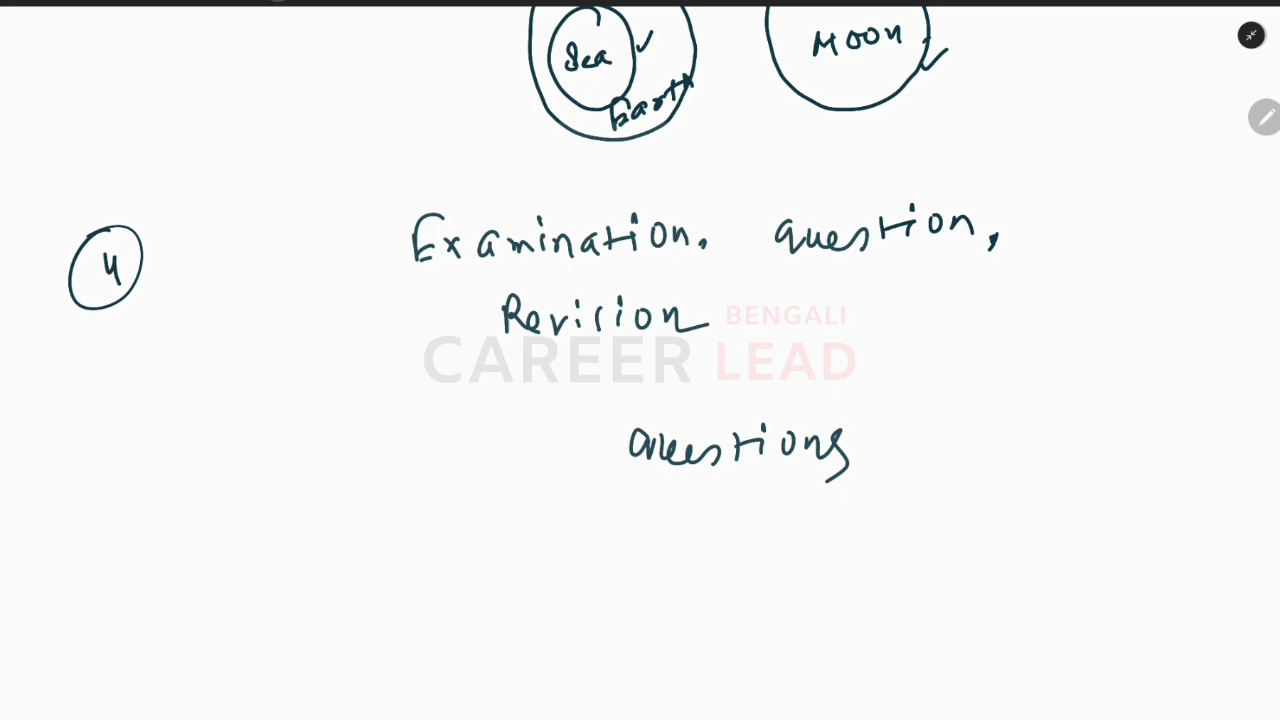 Sea
Earth
Moon
4
Examination. question,
Revision
BENGALI
CAREER LEAD
questions